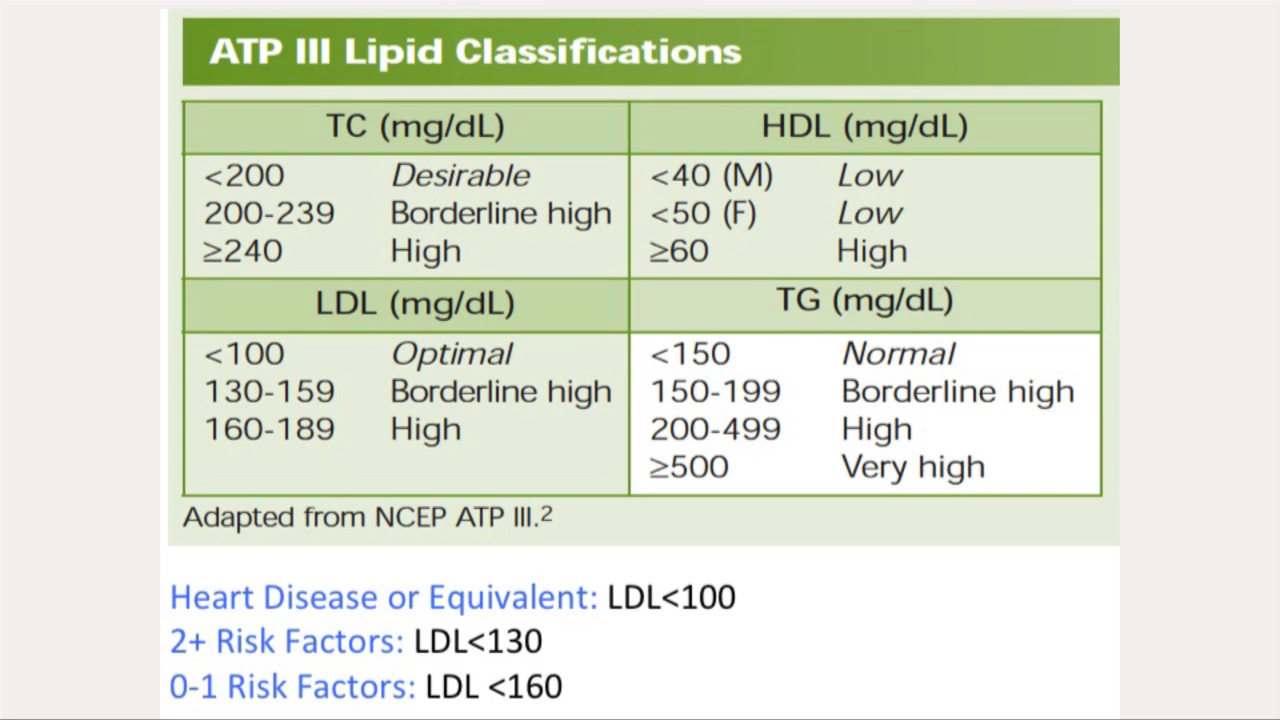 ATP III Lipid Classifications
TC (mg/dL)
<200 Desirable
200-239 Borderline high
≥240 High
HDL (mg/dL)
<40 (M) Low
<50 (F) Low
≥60 High
LDL (mg/dL)
<100 Optimal
130-159 Borderline high
160-189 High
TG (mg/dL)
<150 Normal
150-199 Borderline high
200-499 High
≥500 Very high
Adapted from NCEP ATP III.2
Heart Disease or Equivalent: LDL<100
2+ Risk Factors: LDL<130
0-1 Risk Factors: LDL <160